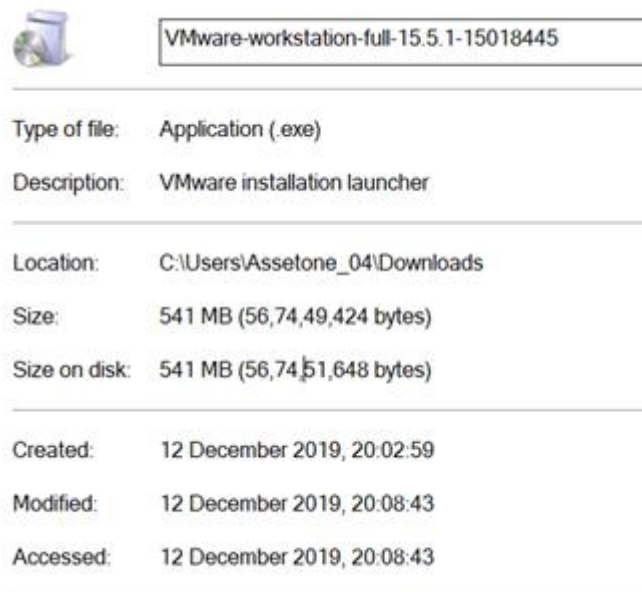 VMware-workstation-full-15.5.1-15018445
Type of file: Application (.exe)
Description: VMware installation launcher
Location: C:\Users\Assetone_04\Downloads
Size: 541 MB (56,74,49,424 bytes)
Size on disk: 541 MB (56,74,51,648 bytes)
Created: 12 December 2019, 20:02:59
Modified: 12 December 2019, 20:08:43
Accessed: 12 December 2019, 20:08:43